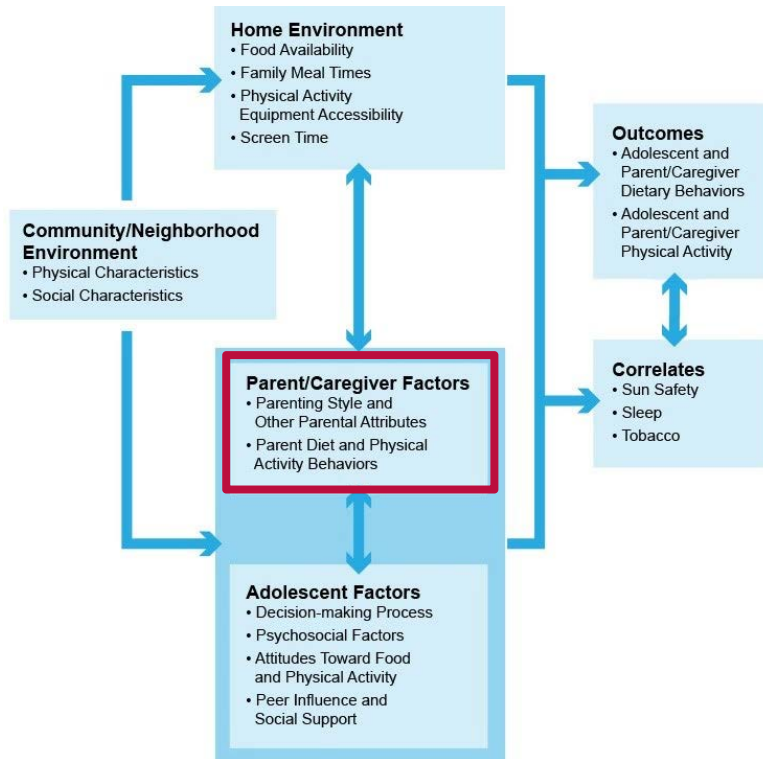 Home Environment
• Food Availability
• Family Meal Times
• Physical Activity
Equipment Accessibility
• Screen Time
Community/Neighborhood
Environment
• Physical Characteristics
• Social Characteristics
Parent/Caregiver Factors
• Parenting Style and
Other Parental Attributes
• Parent Diet and Physical
Activity Behaviors
Adolescent Factors
• Decision-making Process
• Psychosocial Factors
• Attitudes Toward Food
and Physical Activity
• Peer Influence and
Social Support
Outcomes
• Adolescent and
Parent/Caregiver
Dietary Behaviors
• Adolescent and
Parent/Caregiver
Physical Activity
Correlates
• Sun Safety
• Sleep
• Tobacco